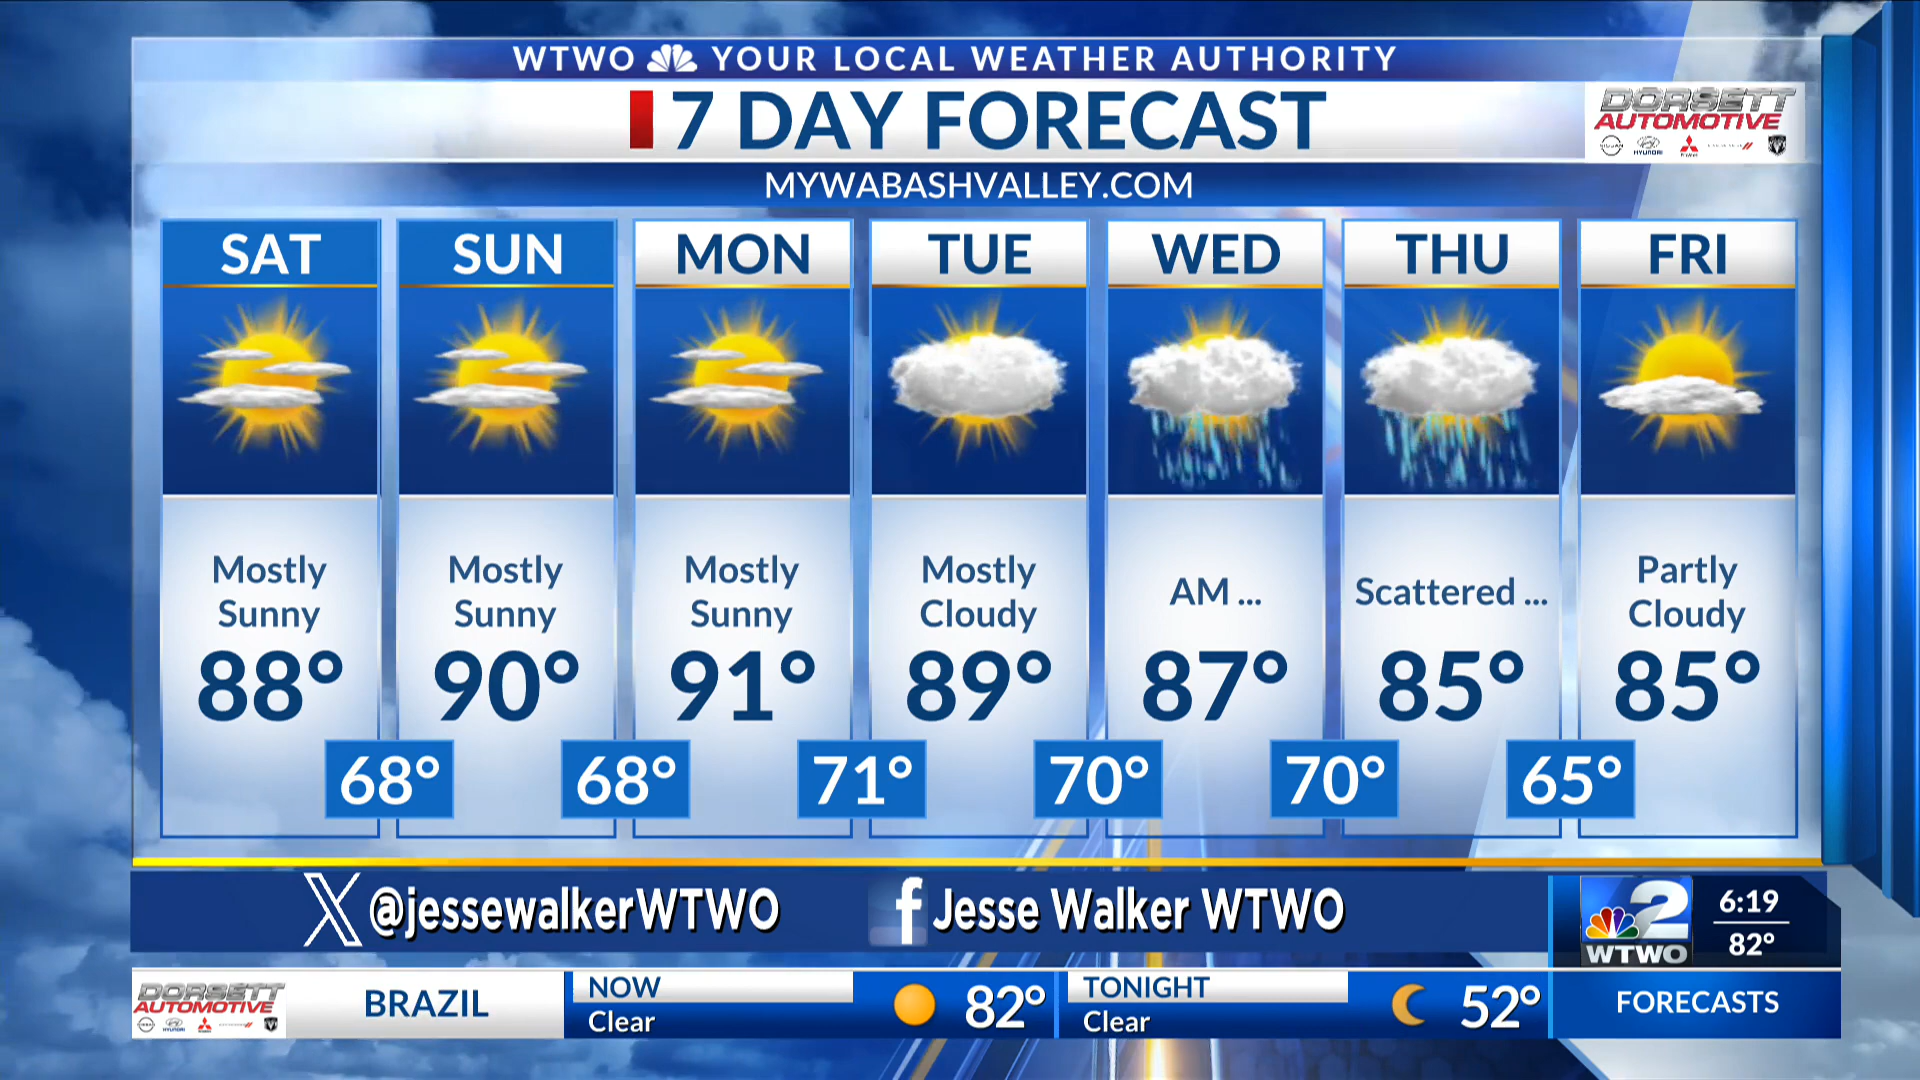 WTWO YOUR LOCAL WEATHER AUTHORITY
7 DAY FORECAST
DORSETT
AUTOMOTIVE
HYUNDAI
MYWABASHVALLEY.COM
SAT SUN MON TUE WED THU FRI
Mostly Sunny
Mostly Sunny
Mostly Sunny
Mostly Cloudy
AM ...
Scattered ...
Partly Cloudy
88° 90° 91° 89° 87° 85° 85°
68° 68° 71° 70° 70° 65°
X @jessewalkerWTWO
f Jesse Walker WTWO
2
WTWO
6:19
82°
DORSETT
AUTOMOTIVE
BRAZIL
NOW
Clear
82°
TONIGHT
Clear
52°
FORECASTS